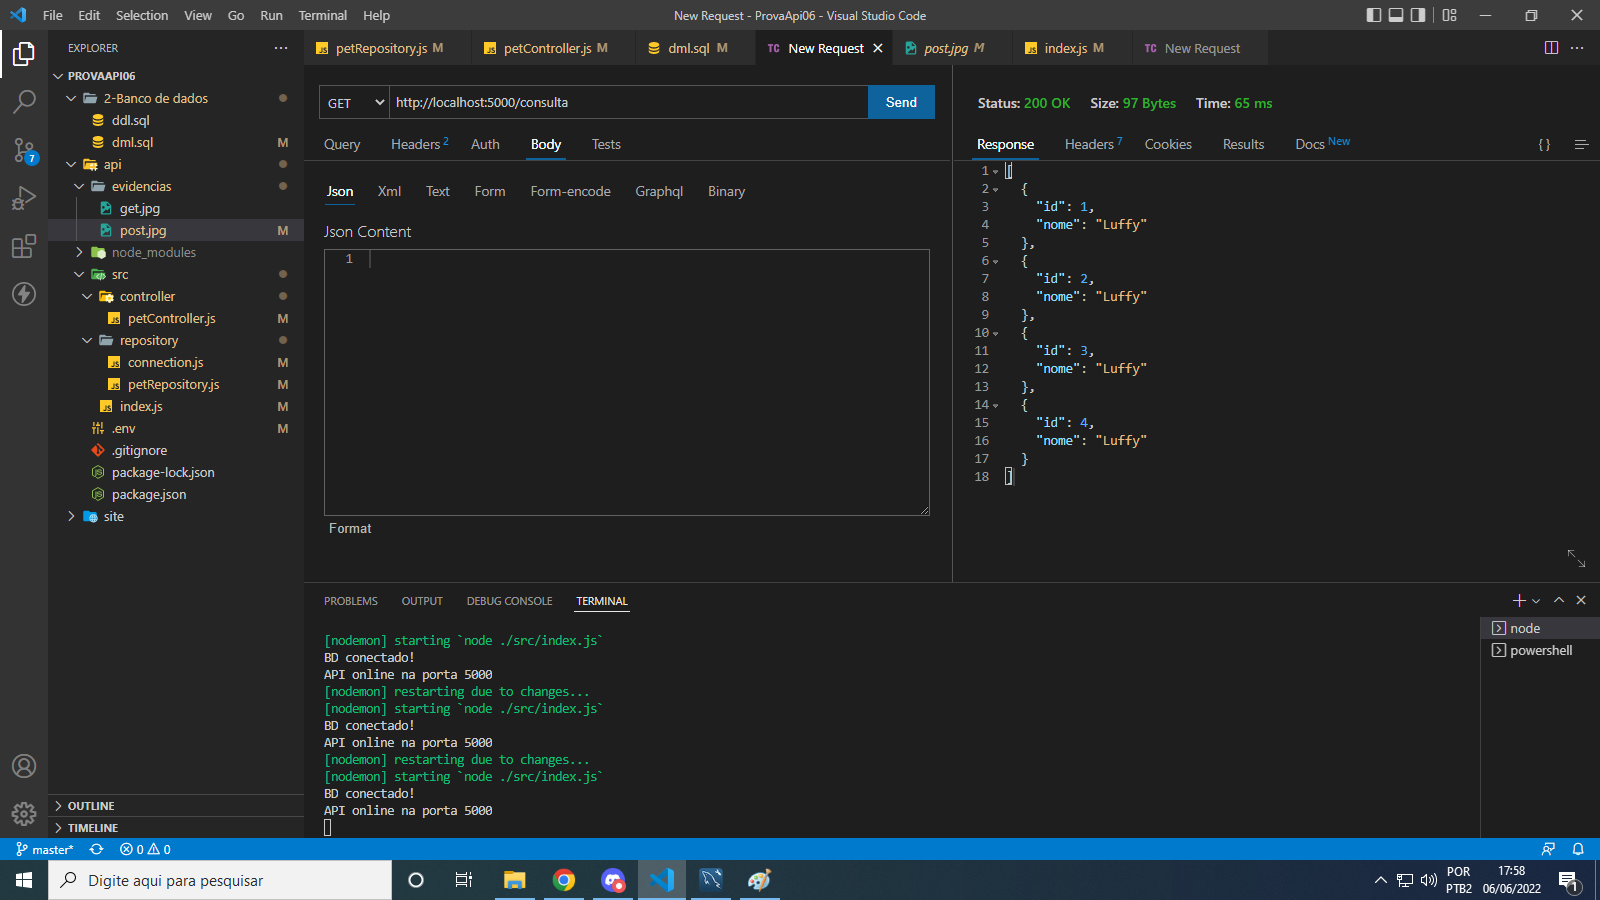 File Edit Selection View Go Run Terminal Help
New Request - ProvaApi06 - Visual Studio Code
EXPLORER
PROVAAPI06
2-Banco de dados
ddl.sql
dml.sql M
api
evidencias
get.jpg
post.jpg M
node_modules
src
controller
petController.js M
repository
connection.js M
petRepository.js M
index.js M
.env M
.gitignore
package-lock.json
package.json
site
OUTLINE
TIMELINE
7
JS petRepository.js M JS petController.js M dml.sql M TC New Request post.jpg M JS index.js M TC New Request
GET http://localhost:5000/consulta Send
Query Headers 2 Auth Body Tests
Json Xml Text Form Form-encode Graphql Binary
Json Content
1
Format
Status: 200 OK Size: 97 Bytes Time: 65 ms
Response Headers 7 Cookies Results Docs New { }
1 [
2 {
3 "id": 1,
4 "nome": "Luffy"
5 },
6 {
7 "id": 2,
8 "nome": "Luffy"
9 },
10 {
11 "id": 3,
12 "nome": "Luffy"
13 },
14 {
15 "id": 4,
16 "nome": "Luffy"
17 }
18 ]
PROBLEMS OUTPUT DEBUG CONSOLE TERMINAL
[nodemon] starting `node ./src/index.js`
BD conectado!
API online na porta 5000
[nodemon] restarting due to changes...
[nodemon] starting `node ./src/index.js`
BD conectado!
API online na porta 5000
[nodemon] restarting due to changes...
[nodemon] starting `node ./src/index.js`
BD conectado!
API online na porta 5000
node
powershell
master* 0 0
Digite aqui para pesquisar
POR
PTB2
17:58
06/06/2022
1